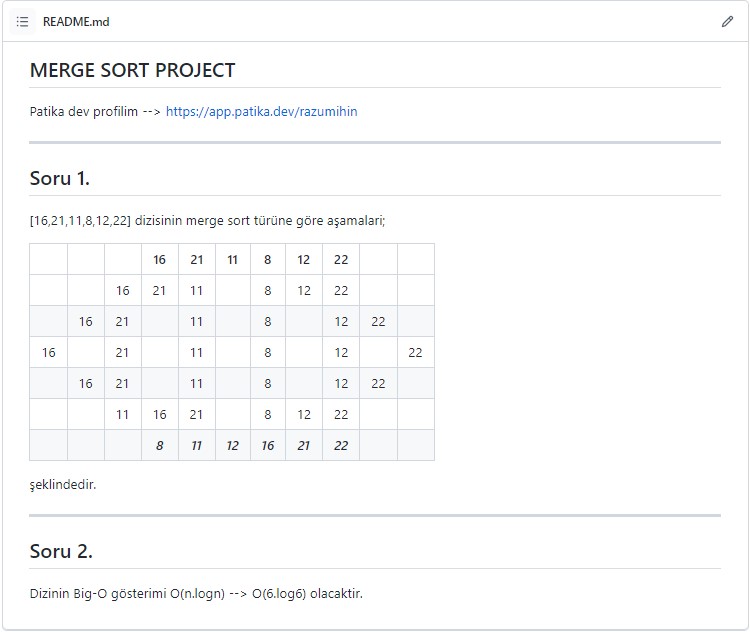 README.md
MERGE SORT PROJECT
Patika dev profilim --> https://app.patika.dev/razumihin
Soru 1.
[16,21,11,8,12,22] dizisinin merge sort türüne göre aşamalari;
16 21 11 8 12 22
16 21 11 8 12 22
16 21 11 8 12 22
16 21 11 8 12 22
16 21 11 8 12 22
11 16 21 8 12 22
8 11 12 16 21 22
şeklindedir.
Soru 2.
Dizinin Big-O gösterimi O(n.logn) --> O(6.log6) olacaktir.